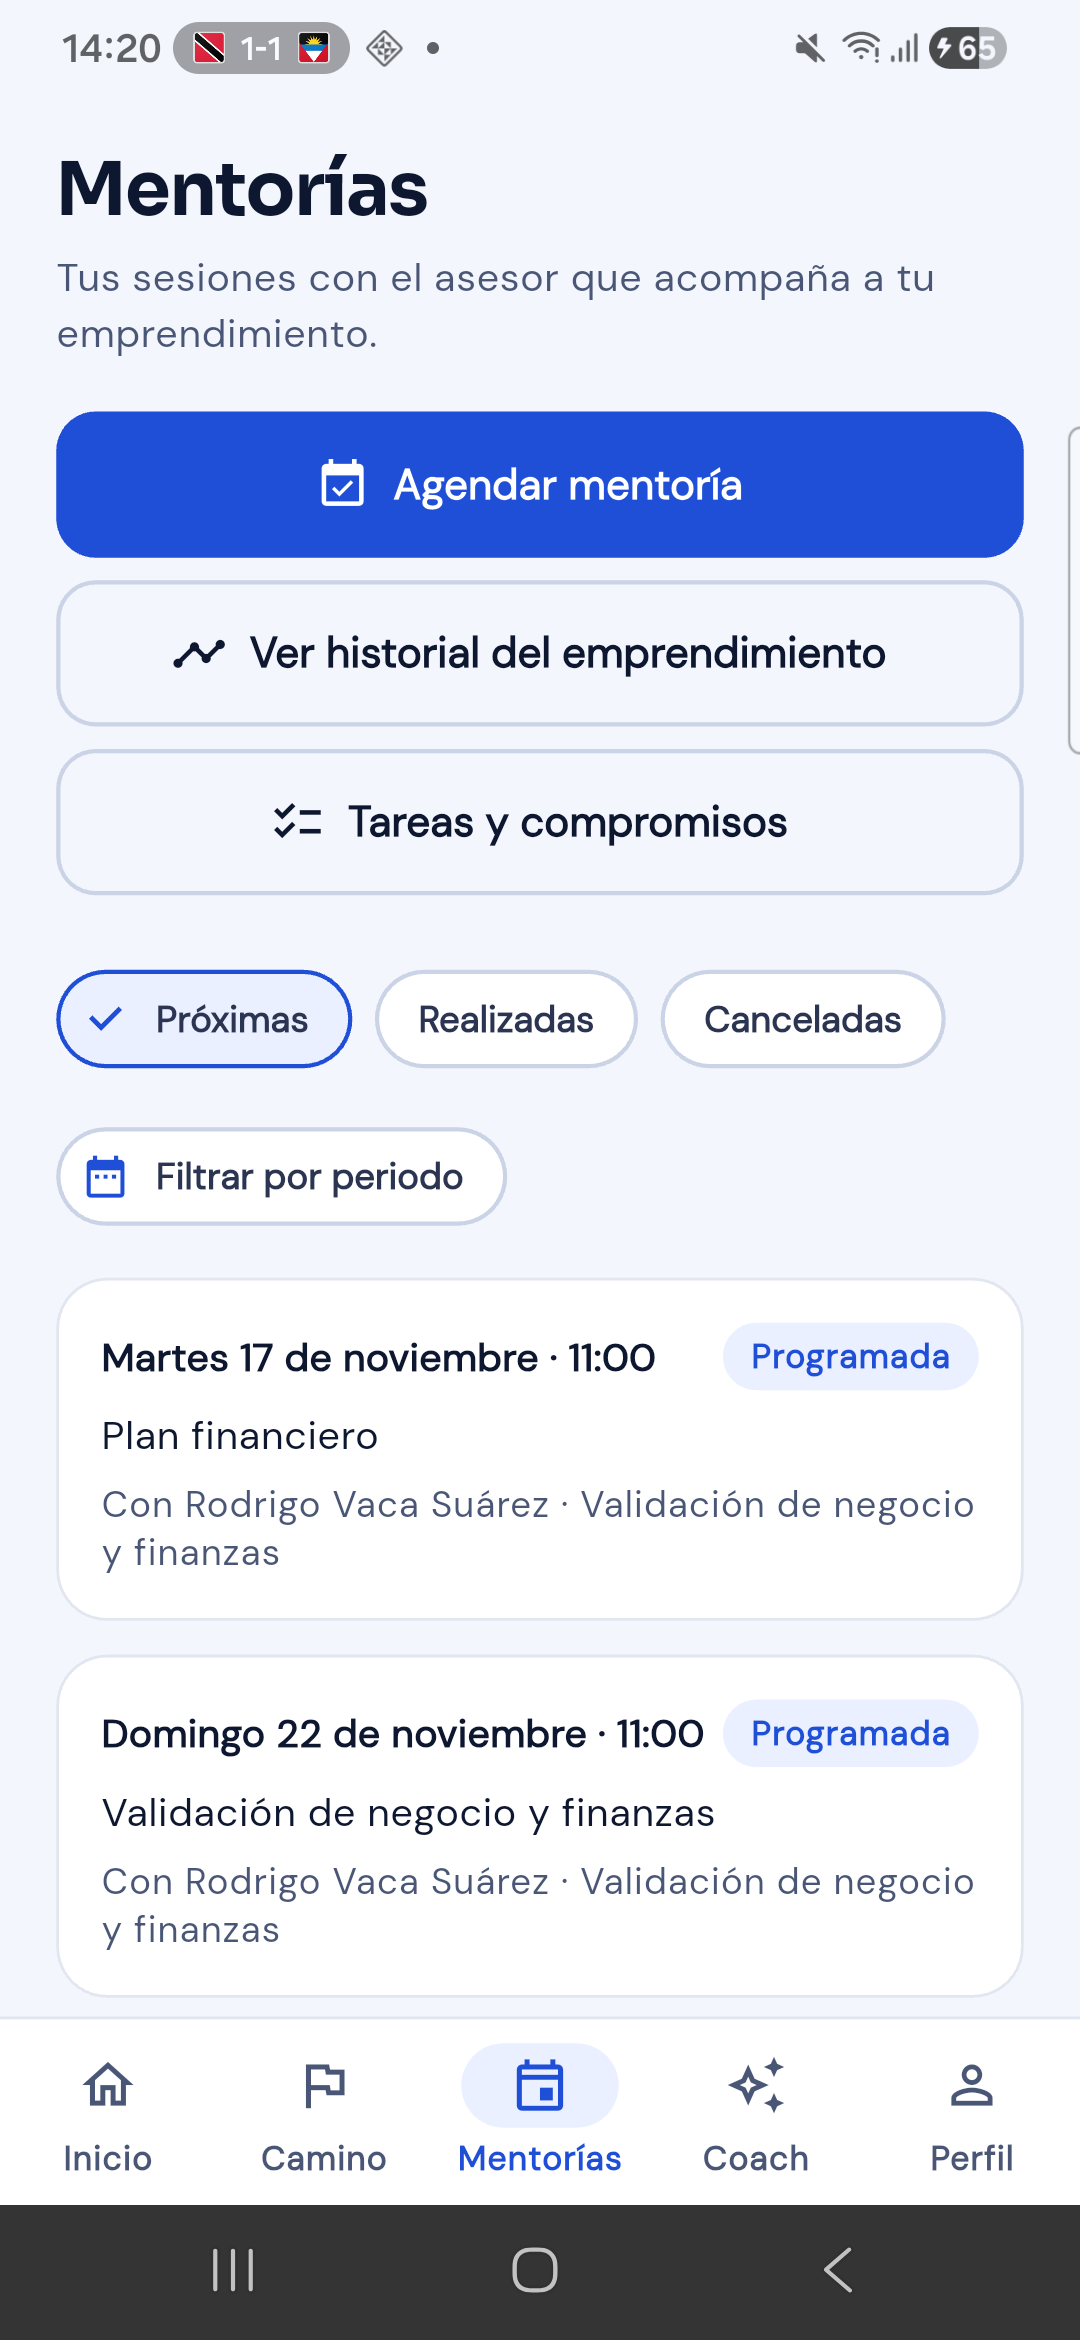 14:20 1-1 65
Mentorías
Tus sesiones con el asesor que acompaña a tu
emprendimiento.
Agendar mentoría
Ver historial del emprendimiento
Tareas y compromisos
Próximas Realizadas Canceladas
Filtrar por periodo
Martes 17 de noviembre · 11:00 Programada
Plan financiero
Con Rodrigo Vaca Suárez · Validación de negocio
y finanzas
Domingo 22 de noviembre · 11:00 Programada
Validación de negocio y finanzas
Con Rodrigo Vaca Suárez · Validación de negocio
y finanzas
Inicio Camino Mentorías Coach Perfil